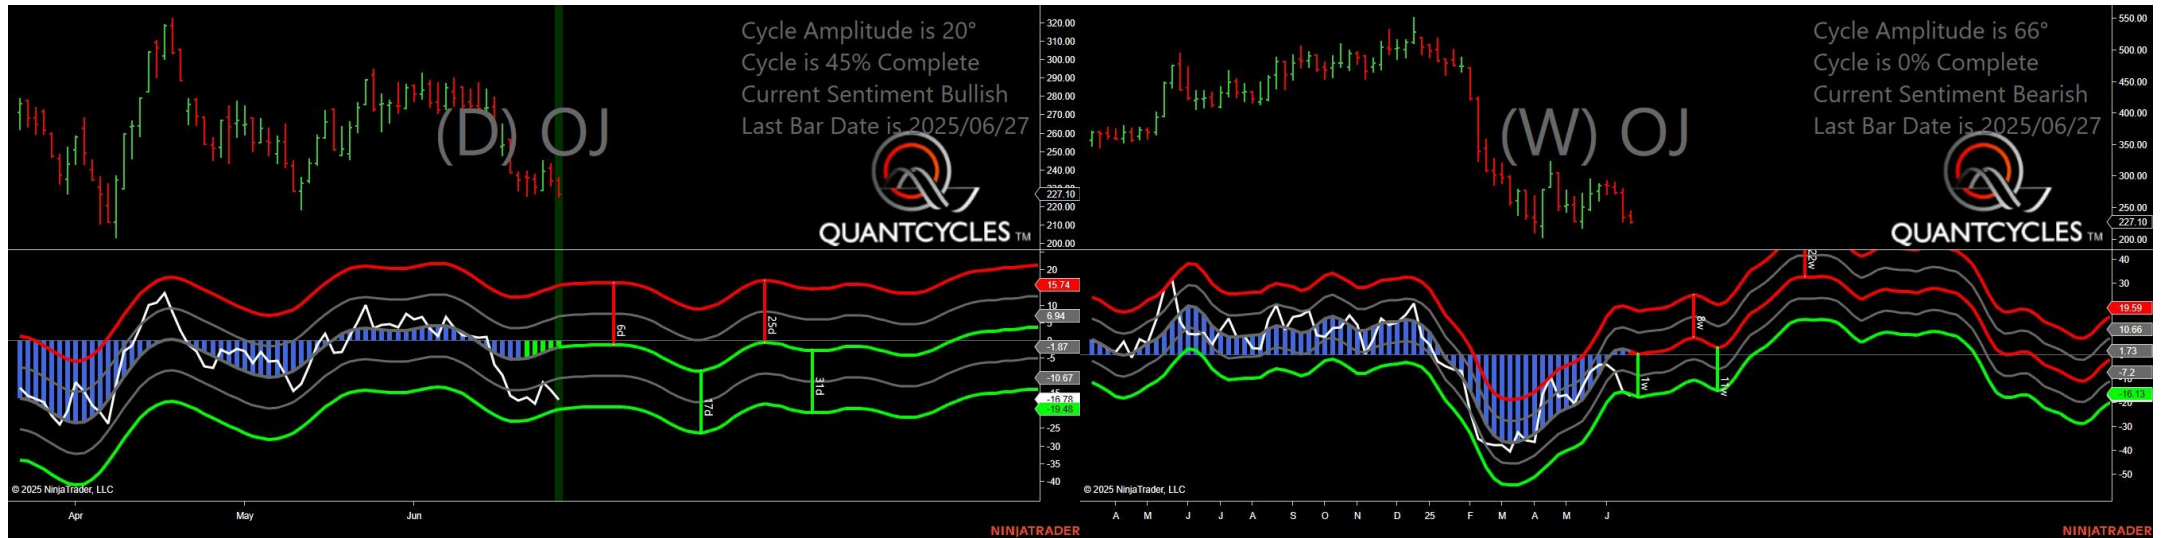 Cycle Amplitude is 20°
Cycle is 45% Complete
Current Sentiment Bullish
Last Bar Date is 2025/06/27
(D) OJ
QUANTCYCLES TM
320.00
310.00
300.00
290.00
280.00
270.00
260.00
250.00
240.00
227.10
220.00
210.00
200.00
20
15.74
10
6.94
-1.87
-5
-10.67
-16.78
-19.48
-25
-30
-35
-40
6d
25d
17d
31d
© 2025 NinjaTrader, LLC
Apr
May
Jun
NINJATRADER
Cycle Amplitude is 66°
Cycle is 0% Complete
Current Sentiment Bearish
Last Bar Date is 2025/06/27
(W) OJ
QUANTCYCLES TM
550.00
500.00
450.00
400.00
350.00
300.00
250.00
227.10
200.00
40
30
19.59
10.66
1.73
-7.2
-16.13
-30
-40
-50
22w
8w
1w
11w
© 2025 NinjaTrader, LLC
A
M
J
J
A
S
O
N
D
25
F
M
A
M
J
NINJATRADER